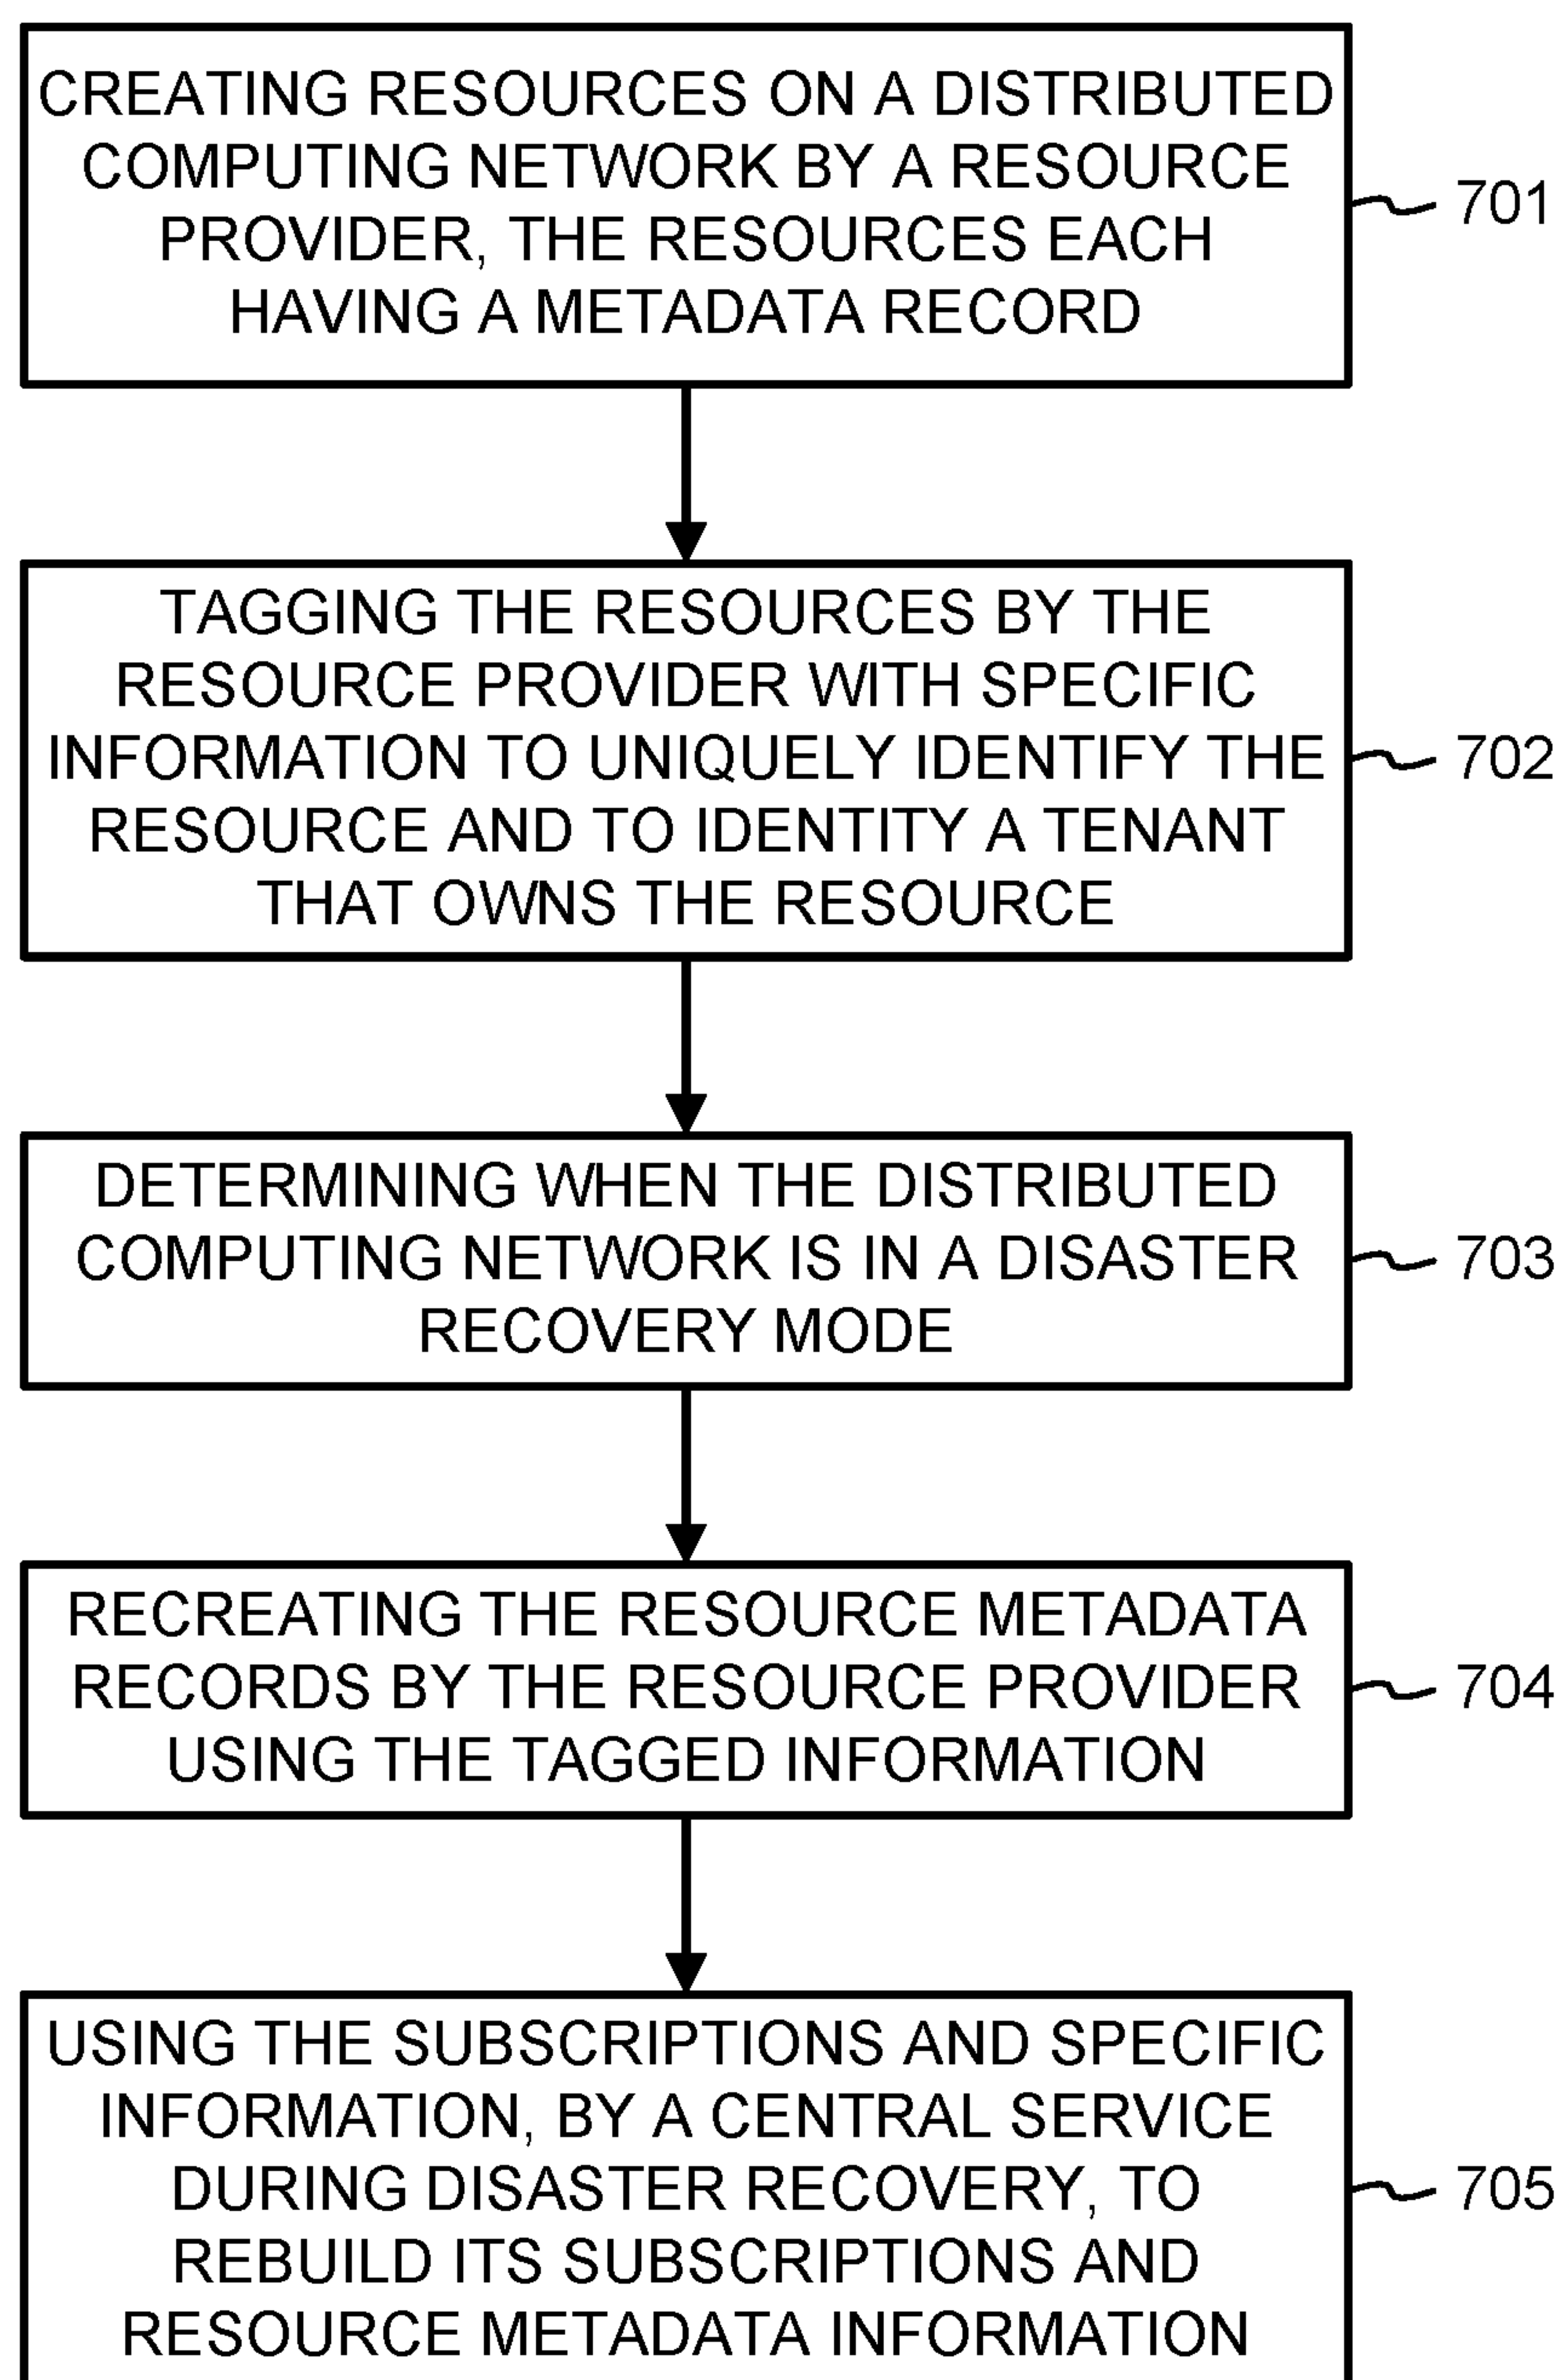 CREATING RESOURCES ON A DISTRIBUTED
COMPUTING NETWORK BY A RESOURCE
PROVIDER, THE RESOURCES EACH
HAVING A METADATA RECORD
701
TAGGING THE RESOURCES BY THE
RESOURCE PROVIDER WITH SPECIFIC
INFORMATION TO UNIQUELY IDENTIFY THE
RESOURCE AND TO IDENTITY A TENANT
THAT OWNS THE RESOURCE
702
DETERMINING WHEN THE DISTRIBUTED
COMPUTING NETWORK IS IN A DISASTER
RECOVERY MODE
703
RECREATING THE RESOURCE METADATA
RECORDS BY THE RESOURCE PROVIDER
USING THE TAGGED INFORMATION
704
USING THE SUBSCRIPTIONS AND SPECIFIC
INFORMATION, BY A CENTRAL SERVICE
DURING DISASTER RECOVERY, TO
REBUILD ITS SUBSCRIPTIONS AND
RESOURCE METADATA INFORMATION
705